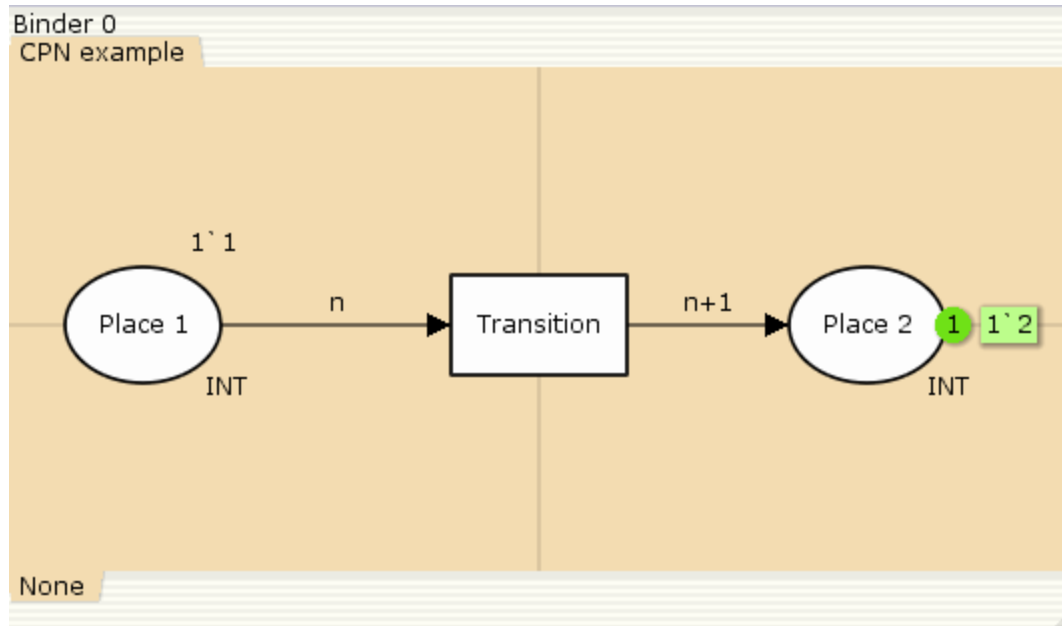 Binder 0
CPN example
1`1
n
n+1
Place 1
Transition
Place 2
1
1`2
INT
INT
None